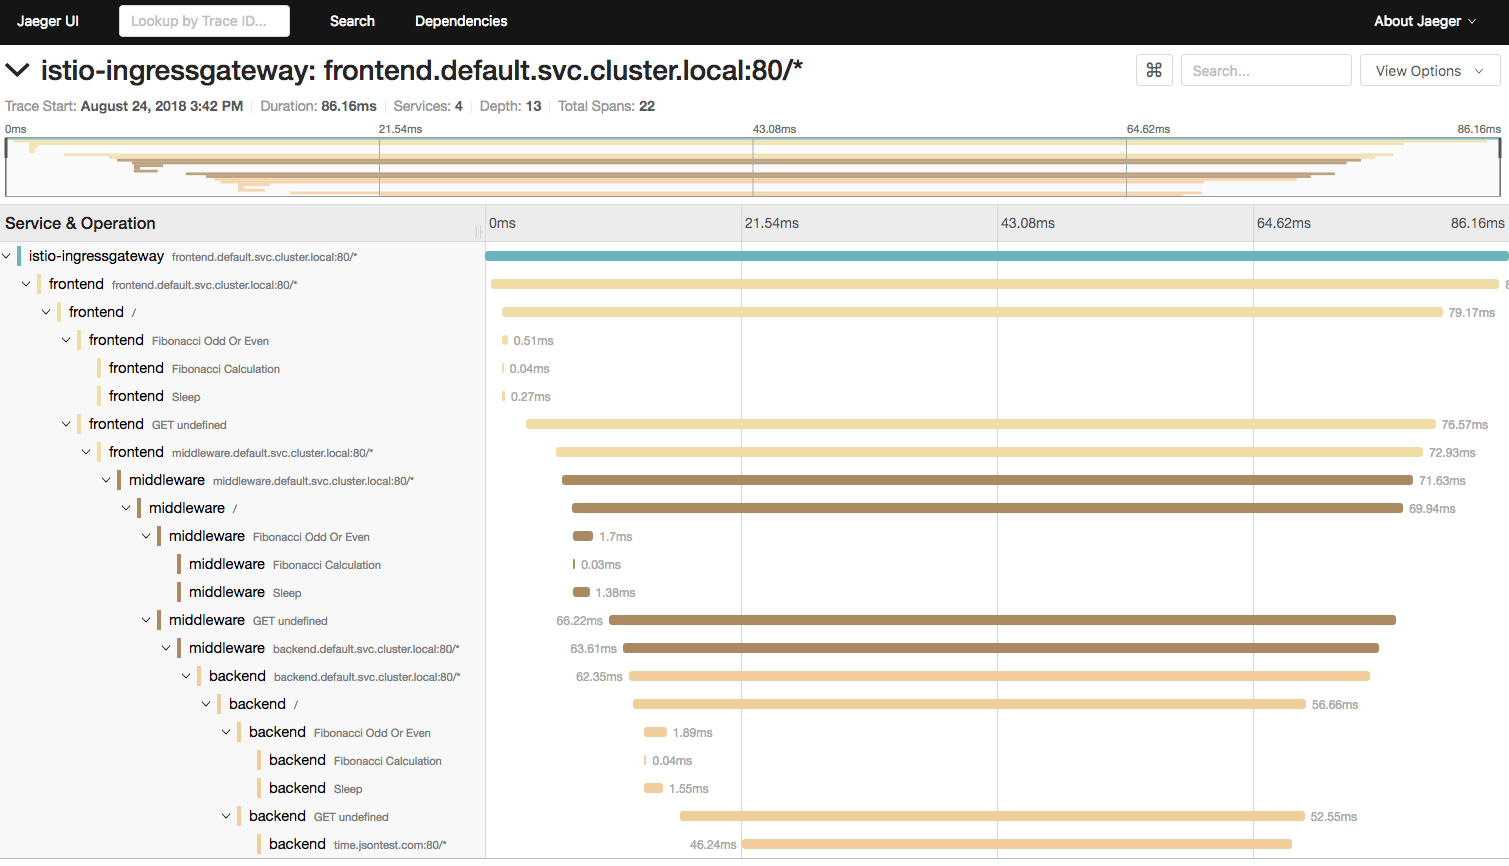 Jaeger UI Lookup by Trace ID... Search Dependencies About Jaeger
istio-ingressgateway: frontend.default.svc.cluster.local:80/* ⌘ Search... View Options
Trace Start: August 24, 2018 3:42 PM Duration: 86.16ms Services: 4 Depth: 13 Total Spans: 22
0ms 21.54ms 43.08ms 64.62ms 86.16ms
Service & Operation 0ms 21.54ms 43.08ms 64.62ms 86.16ms
istio-ingressgateway frontend.default.svc.cluster.local:80/*
frontend frontend.default.svc.cluster.local:80/*
frontend / 79.17ms
frontend Fibonacci Odd Or Even 0.51ms
frontend Fibonacci Calculation 0.04ms
frontend Sleep 0.27ms
frontend GET undefined 76.57ms
frontend middleware.default.svc.cluster.local:80/* 72.93ms
middleware middleware.default.svc.cluster.local:80/* 71.63ms
middleware / 69.94ms
middleware Fibonacci Odd Or Even 1.7ms
middleware Fibonacci Calculation 0.03ms
middleware Sleep 1.38ms
middleware GET undefined 66.22ms
middleware backend.default.svc.cluster.local:80/* 63.61ms
backend backend.default.svc.cluster.local:80/* 62.35ms
backend / 56.66ms
backend Fibonacci Odd Or Even 1.89ms
backend Fibonacci Calculation 0.04ms
backend Sleep 1.55ms
backend GET undefined 52.55ms
backend time.jsontest.com:80/* 46.24ms